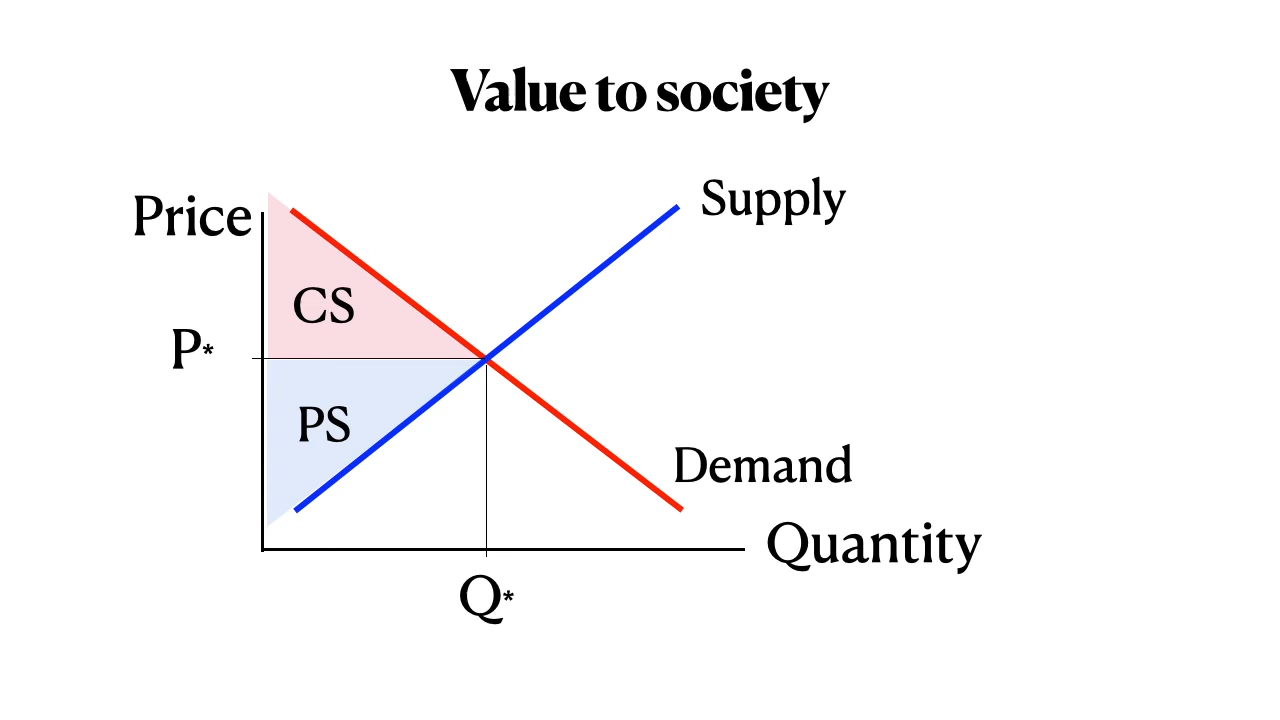 Value to society
Supply
Price
CS
P*
PS
Demand
Quantity
Q*